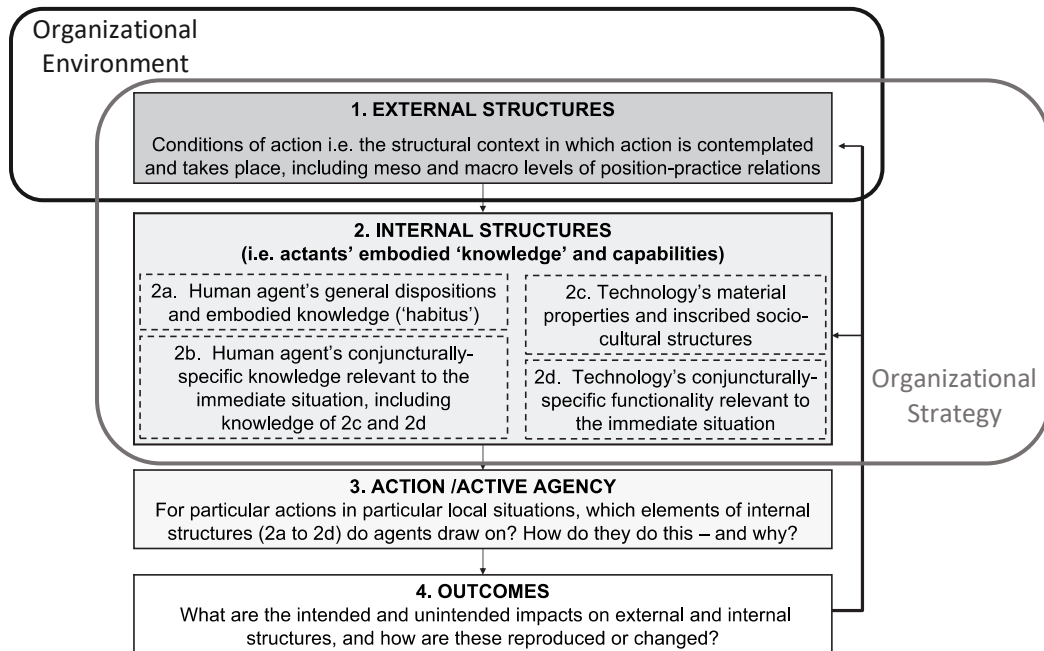 Organizational
Environment
1. EXTERNAL STRUCTURES
Conditions of action i.e. the structural context in which action is contemplated
and takes place, including meso and macro levels of position-practice relations
2. INTERNAL STRUCTURES
(i.e. actants’ embodied ‘knowledge’ and capabilities)
2a. Human agent’s general dispositions
and embodied knowledge (‘habitus’)
2b. Human agent’s conjuncturally-
specific knowledge relevant to the
immediate situation, including
knowledge of 2c and 2d
2c. Technology’s material
properties and inscribed socio-
cultural structures
2d. Technology’s conjuncturally-
specific functionality relevant to
the immediate situation
Organizational
Strategy
3. ACTION /ACTIVE AGENCY
For particular actions in particular local situations, which elements of internal
structures (2a to 2d) do agents draw on? How do they do this – and why?
4. OUTCOMES
What are the intended and unintended impacts on external and internal
structures, and how are these reproduced or changed?